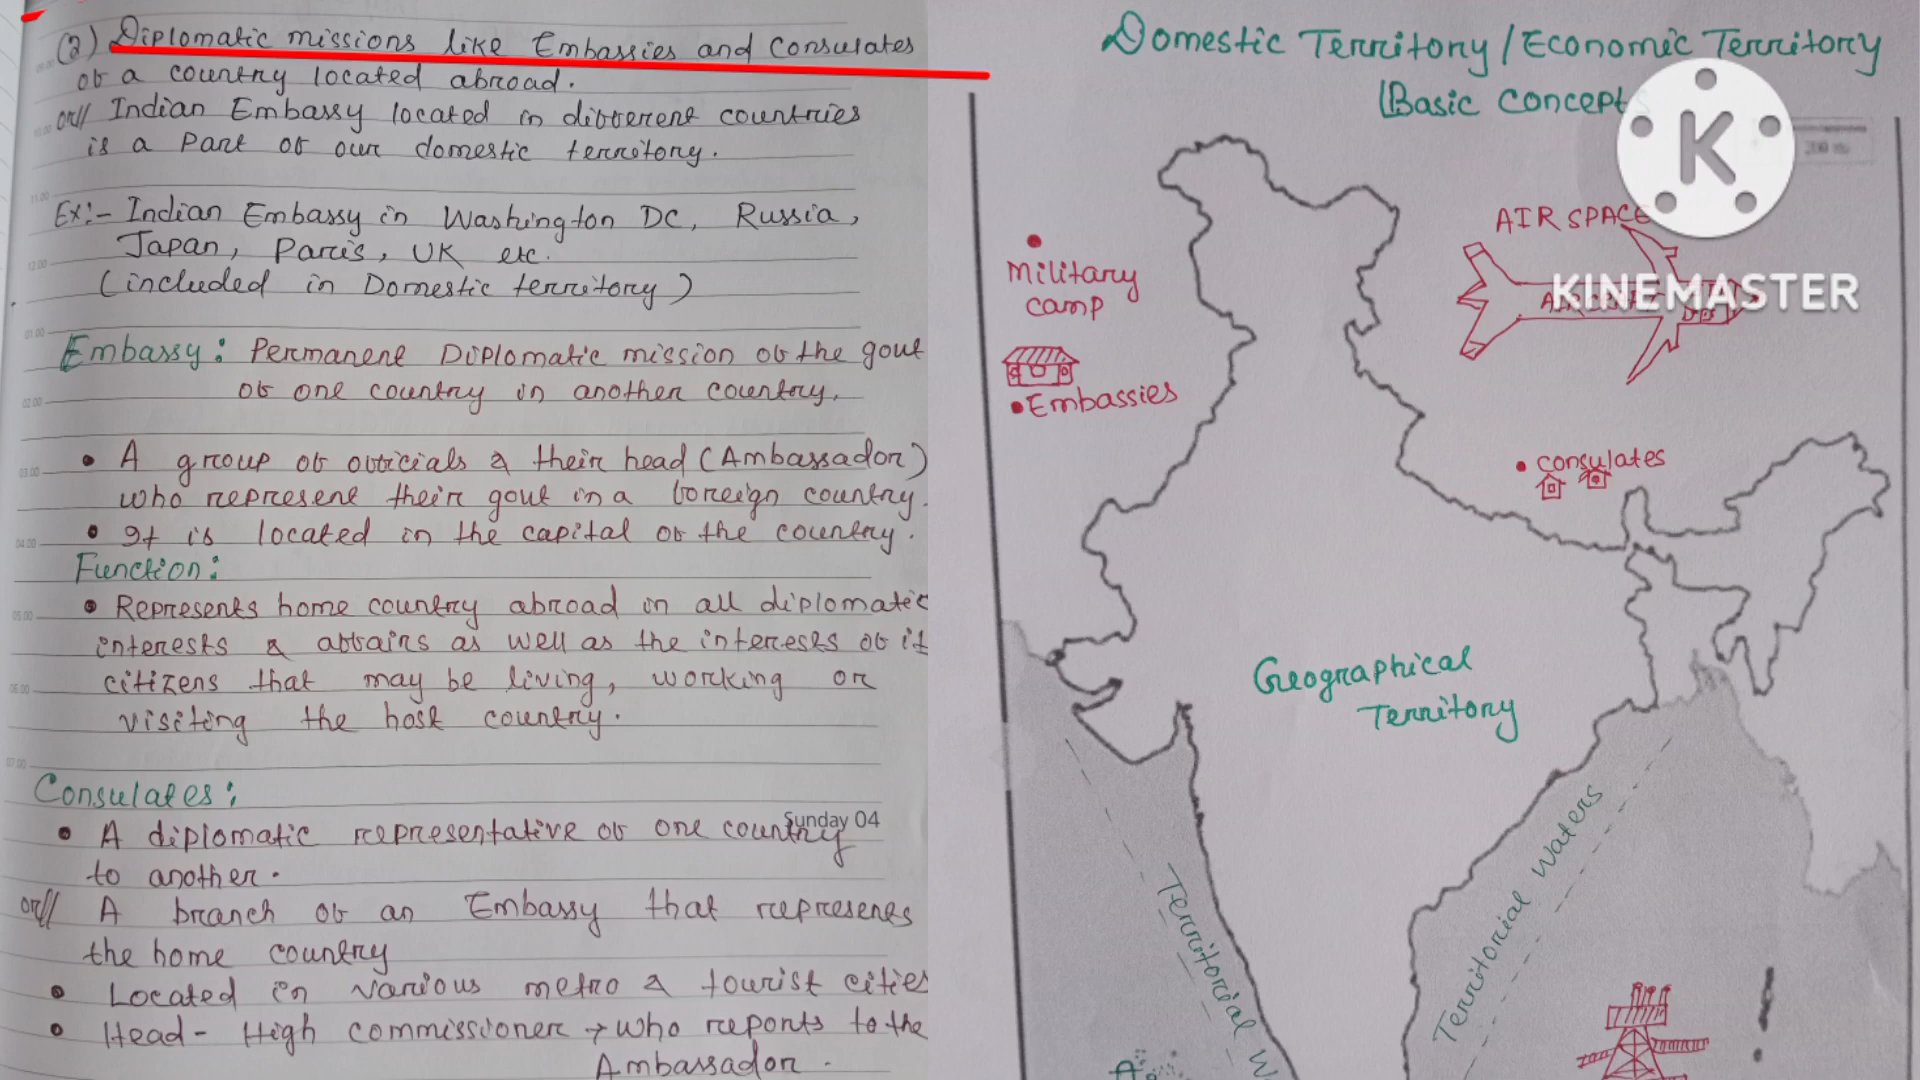 (2) Diplomatic missions like Embassies and Consulates
of a country located abroad.
or// Indian Embassy located in different countries
is a Part of our domestic territory.
Ex:- Indian Embassy in Washington DC, Russia,
Japan, Paris, UK etc.
(included in Domestic territory)
Embassy: Permanent Diplomatic mission of the govt
of one country in another country.
• A group of officials & their head (Ambassador)
who represent their govt in a foreign country.
• It is located in the capital of the country.
Function:
• Represents home country abroad in all diplomatic
interests & affairs as well as the interests of it
citizens that may be living, working or
visiting the host country.
Consulates:
Sunday 04
• A diplomatic representative of one country
to another.
or// A branch of an Embassy that represents
the home country
• Located in various metro & tourist cities
• Head - High commissioner → who reports to the
Ambassador.
Domestic Territory / Economic Territory
(Basic Concept
K
KINEMASTER
AIR SPACE
Military
camp
• Embassies
• consulates
Geographical
Territory
Territorial Waters
Territorial W